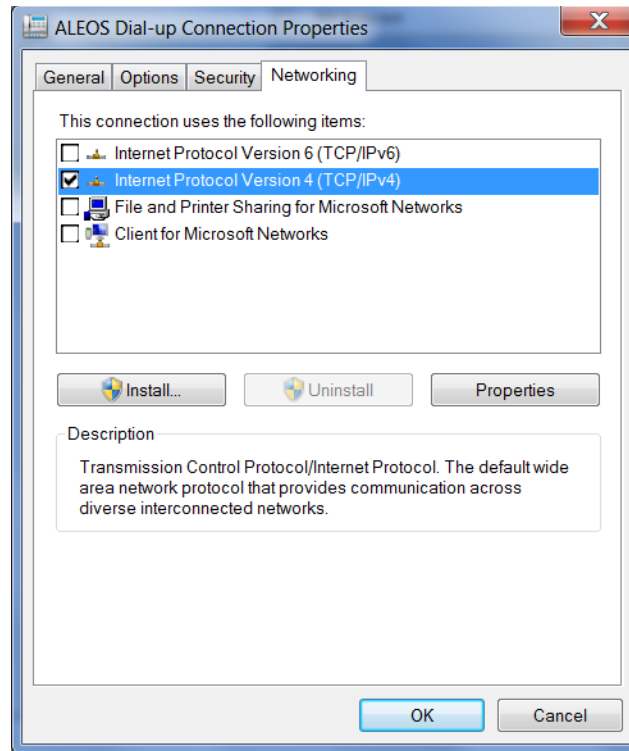 ALEOS Dial-up Connection Properties
General Options Security Networking
This connection uses the following items:
Internet Protocol Version 6 (TCP/IPv6)
Internet Protocol Version 4 (TCP/IPv4)
File and Printer Sharing for Microsoft Networks
Client for Microsoft Networks
Install... Uninstall Properties
Description
Transmission Control Protocol/Internet Protocol. The default wide
area network protocol that provides communication across
diverse interconnected networks.
OK Cancel